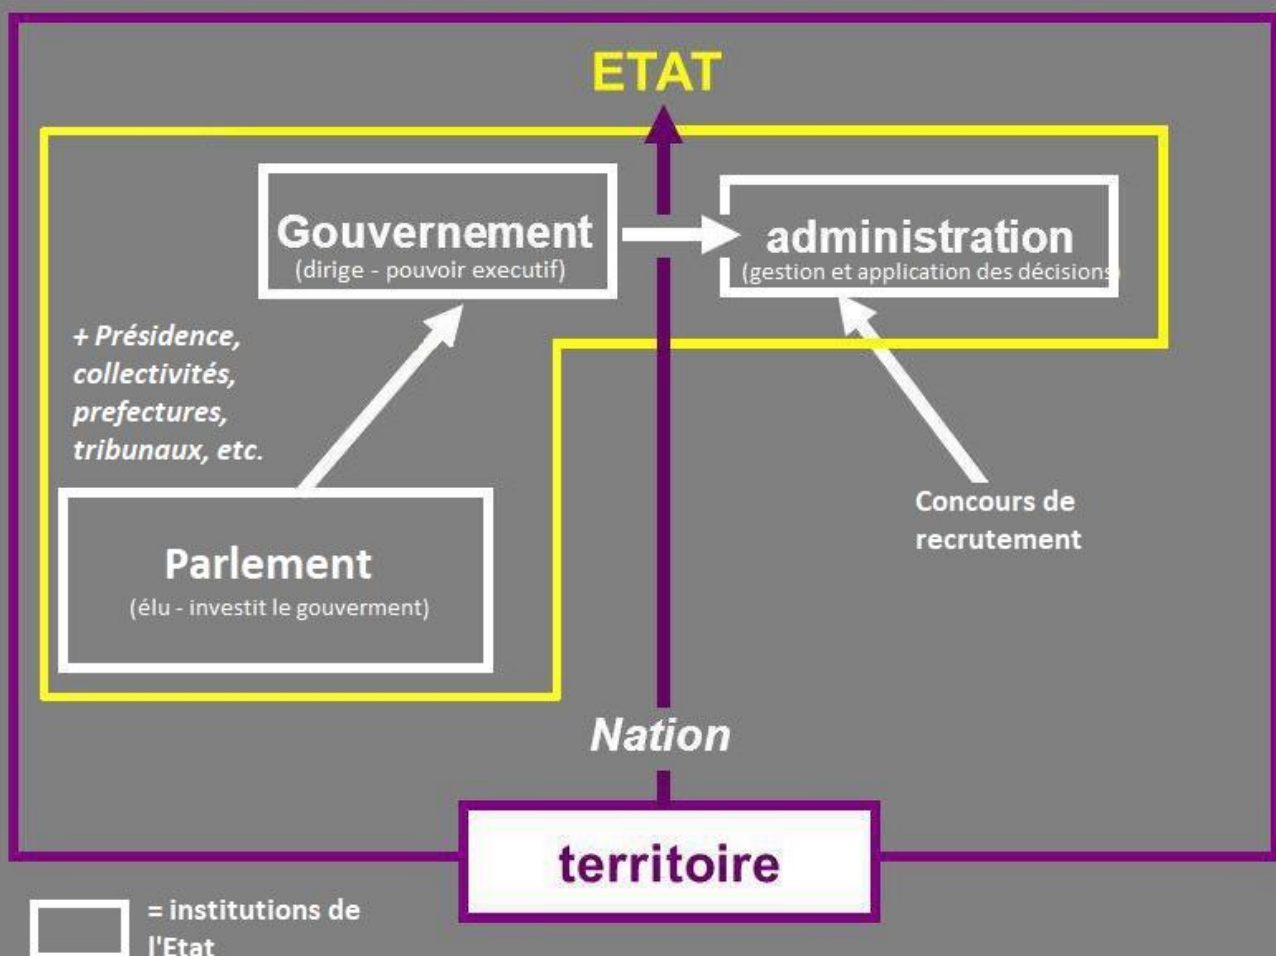 ETAT
Gouvernement
(dirige - pouvoir executif)
administration
(gestion et application des décisions)
+ Présidence,
collectivités,
prefectures,
tribunaux, etc.
Parlement
(élu - investit le gouverment)
Concours de
recrutement
Nation
territoire
= institutions de
l'Etat